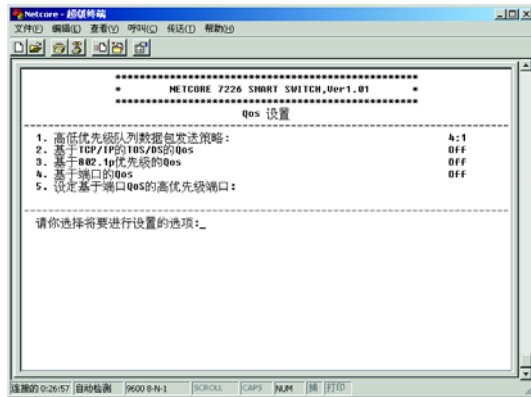 Netcore - 超级终端
文件(F) 编辑(E) 查看(V) 呼叫(C) 传送(T) 帮助(H)
****************************************************
* NETCORE 7226 SMART SWITCH,Ver1.01 *
****************************************************
Qos 设置
1. 高低优先级队列数据包发送策略: 4:1
2. 基于TCP/IP的TOS/DS的Qos Off
3. 基于802.1p优先级的Qos Off
4. 基于端口的Qos Off
5. 设定基于端口QoS的高优先级端口:
请你选择将要进行设置的选项:_
连接的 0:26:57 自动检测 9600 8-N-1 SCROLL CAPS NUM 捕 打印